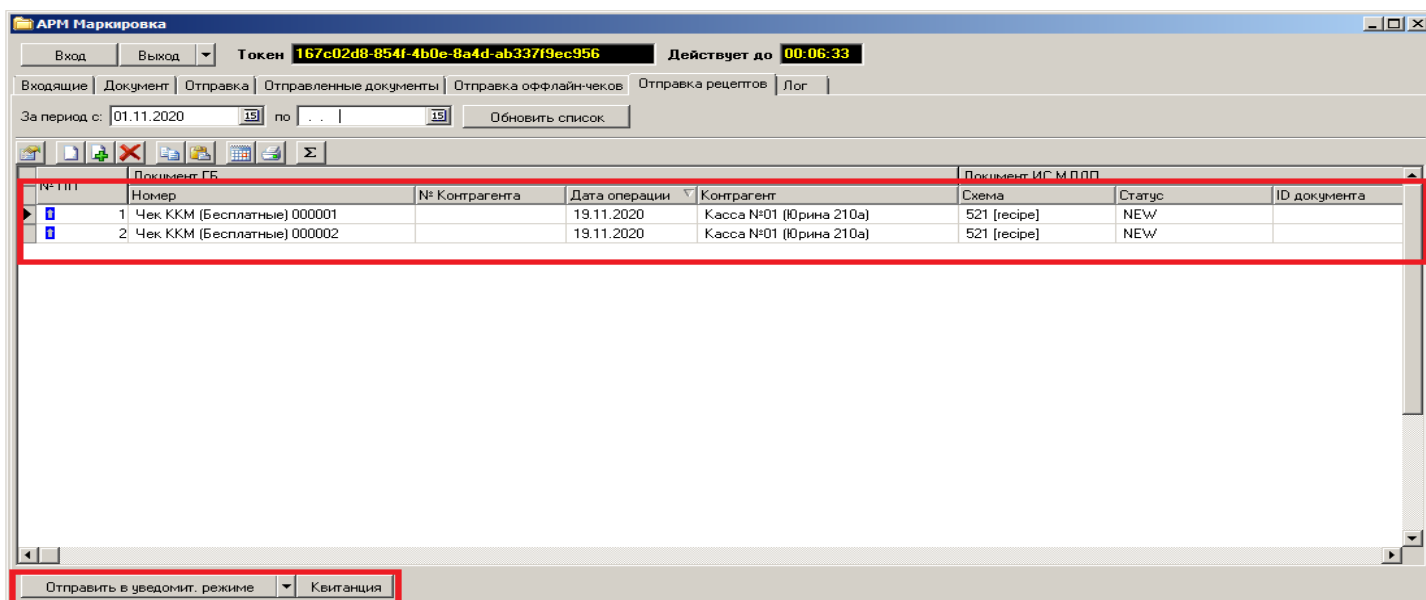 АРМ Маркировка
Вход Выход Токен 167c02d8-854f-4b0e-8a4d-ab337f9ec956 Действует до 00:06:33
Входящие Документ Отправка Отправленные документы Отправка оффлайн-чеков Отправка рецептов Лог
За период с: 01.11.2020 15 по . . 15 Обновить список
Σ
№ ПП Документ ГБ Документ ИС МДЛП
Номер № Контрагента Дата операции Контрагент Схема Статус ID документа
1 Чек ККМ (Бесплатные) 000001 19.11.2020 Касса №01 (Юрина 210а) 521 [recipe] NEW
2 Чек ККМ (Бесплатные) 000002 19.11.2020 Касса №01 (Юрина 210а) 521 [recipe] NEW
Отправить в уведомит. режиме Квитанция